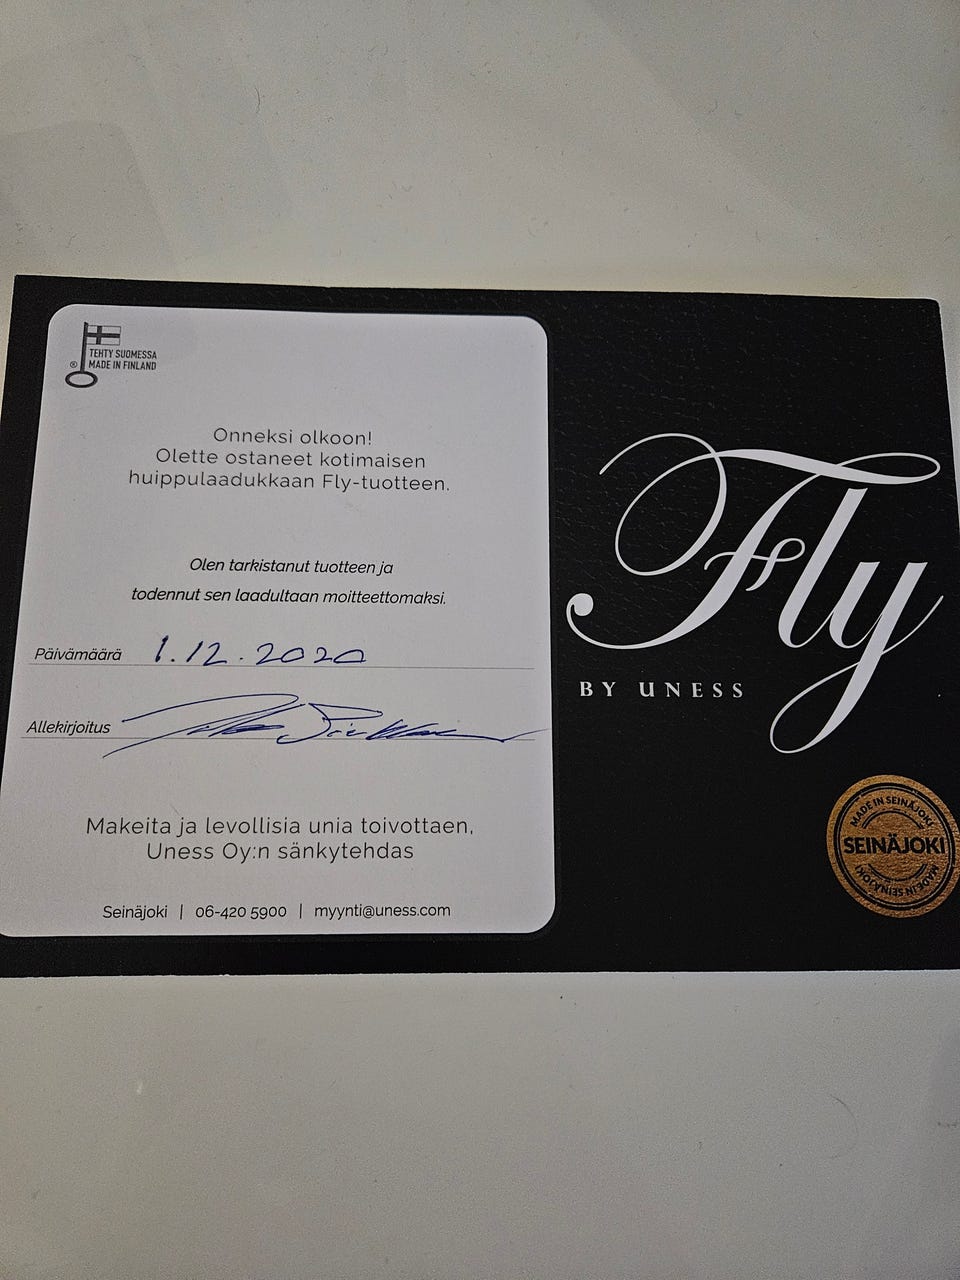 ® TEHTY SUOMESSA
MADE IN FINLAND
Onneksi olkoon!
Olette ostaneet kotimaisen
huippulaadukkaan Fly-tuotteen.
Olen tarkistanut tuotteen ja
todennut sen laadultaan moitteettomaksi.
Päivämäärä 1.12.2020
Allekirjoitus
Makeita ja levollisia unia toivottaen,
Uness Oy:n sänkytehdas
Seinäjoki | 06-420 5900 | myynti@uness.com
Fly
BY UNESS
MADE IN SEINÄJOKI
SEINÄJOKI
MADE IN SEINÄJOKI